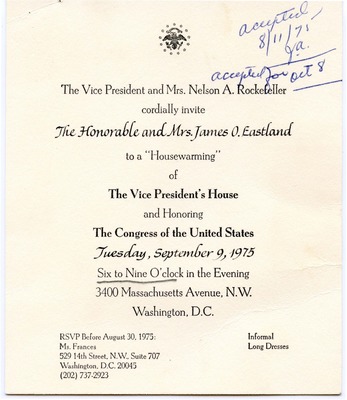 accepted
8/11/75
J.a.
accepted for Oct 8
The Vice President and Mrs. Nelson A. Rockefeller
cordially invite
The Honorable and Mrs. James O. Eastland
to a "Housewarming"
of
The Vice President's House
and Honoring
The Congress of the United States
Tuesday, September 9, 1975
Six to Nine O'clock in the Evening
3400 Massachusetts Avenue, N.W.
Washington, D.C.
RSVP Before August 30, 1975:
Ms. Frances
529 14th Street, N.W., Suite 707
Washington, D.C. 20045
(202) 737-2923
Informal
Long Dresses